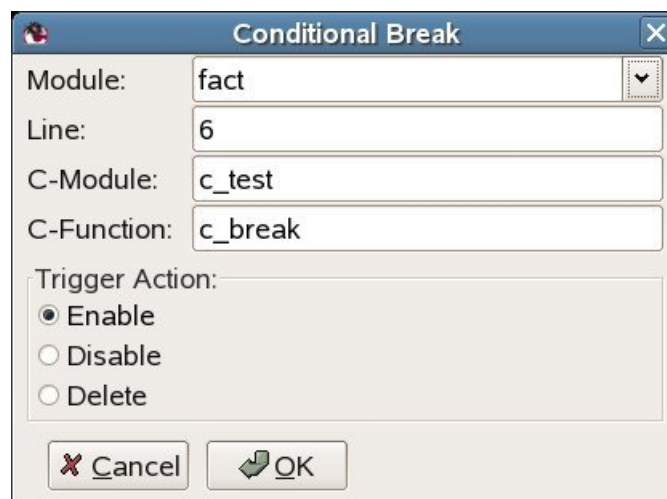 Conditional Break
Module: fact
Line: 6
C-Module: c_test
C-Function: c_break
Trigger Action:
Enable
Disable
Delete
Cancel OK